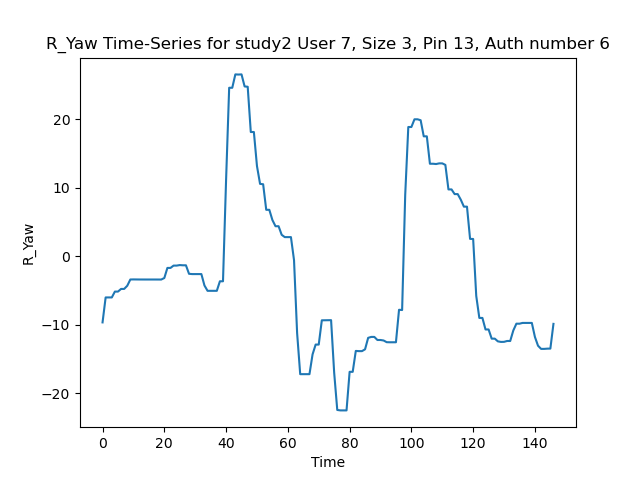 R_Yaw Time-Series for study2 User 7, Size 3, Pin 13, Auth number 6
20
10
0
−10
−20
R_Yaw
0 20 40 60 80 100 120 140
Time